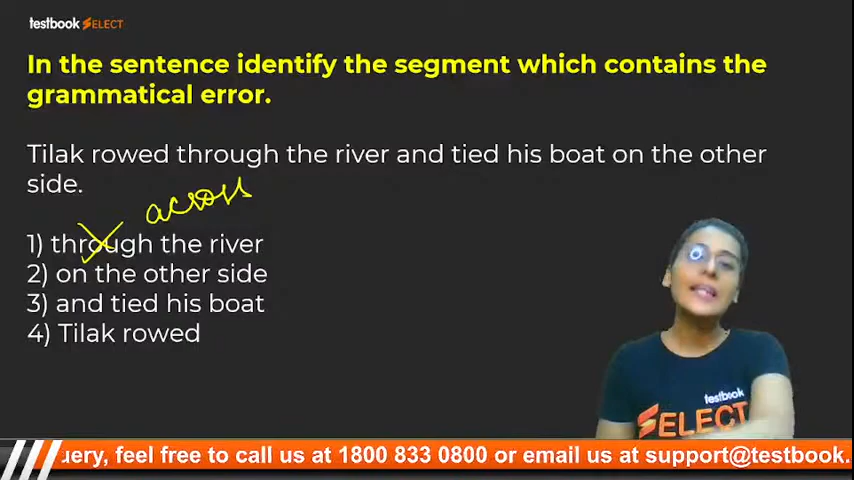 testbook SELECT
In the sentence identify the segment which contains the
grammatical error.
Tilak rowed through the river and tied his boat on the other
side.
across
1) through the river
2) on the other side
3) and tied his boat
4) Tilak rowed
testbook
SELECT
uery, feel free to call us at 1800 833 0800 or email us at support@testbook.